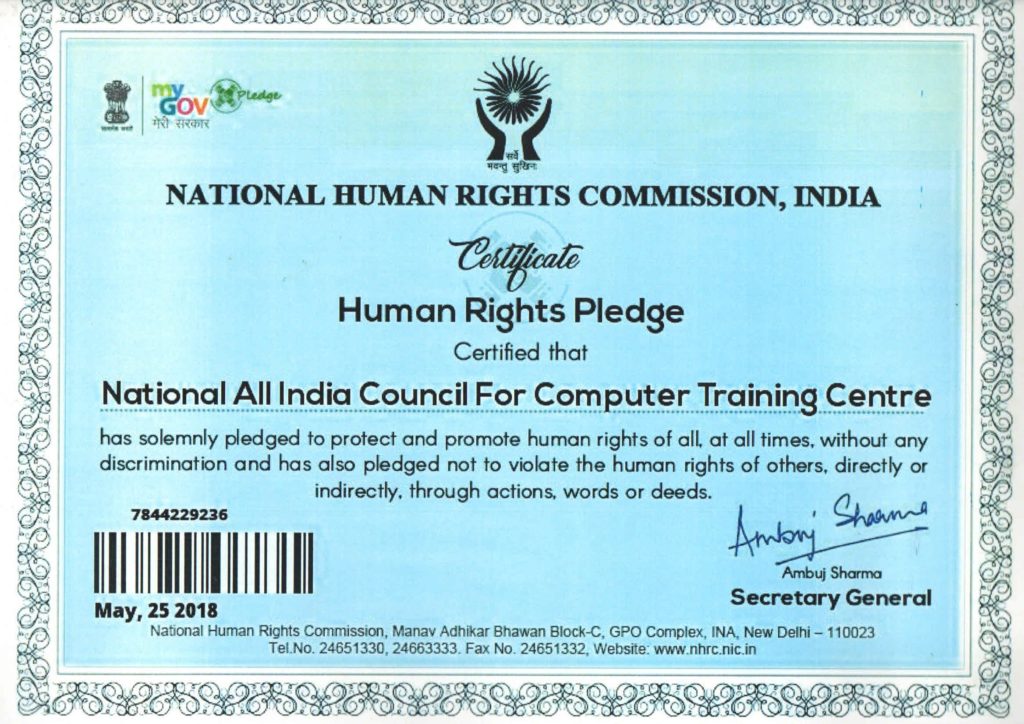 my GOV Pledge
मेरी सरकार
सत्यमेव जयते
सर्वे
भवन्तु सुखिनः
NATIONAL HUMAN RIGHTS COMMISSION, INDIA
Certificate
Human Rights Pledge
Certified that
National All India Council For Computer Training Centre
has solemnly pledged to protect and promote human rights of all, at all times, without any
discrimination and has also pledged not to violate the human rights of others, directly or
indirectly, through actions, words or deeds.
7844229236
Ambuj Sharma
Ambuj Sharma
Secretary General
May, 25 2018
National Human Rights Commission, Manav Adhikar Bhawan Block-C, GPO Complex, INA, New Delhi – 110023
Tel.No. 24651330, 24663333. Fax No. 24651332, Website: www.nhrc.nic.in